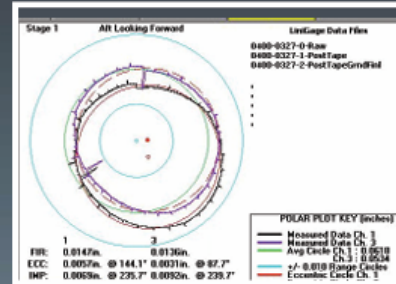 Stage 1
Aft Looking Forward
LinGage Data Files
0400-0327-0-Raw
0400-0327-1-PostTape
0400-0327-2-PostTapeGrndFinl
1 3
FIR: 0.0147in. 0.0136in.
ECC: 0.0057in. @ 144.1° 0.0031in. @ 87.7°
IMP: 0.0069in. @ 235.7° 0.0092in. @ 239.7°
POLAR PLOT KEY (inches)
Measured Data Ch. 1
Measured Data Ch. 3
Avg Circle Ch. 1 : 0.0610
Ch. 3 : 0.0534
+/- 0.010 Range Circles
Eccentric Circle Ch. 1